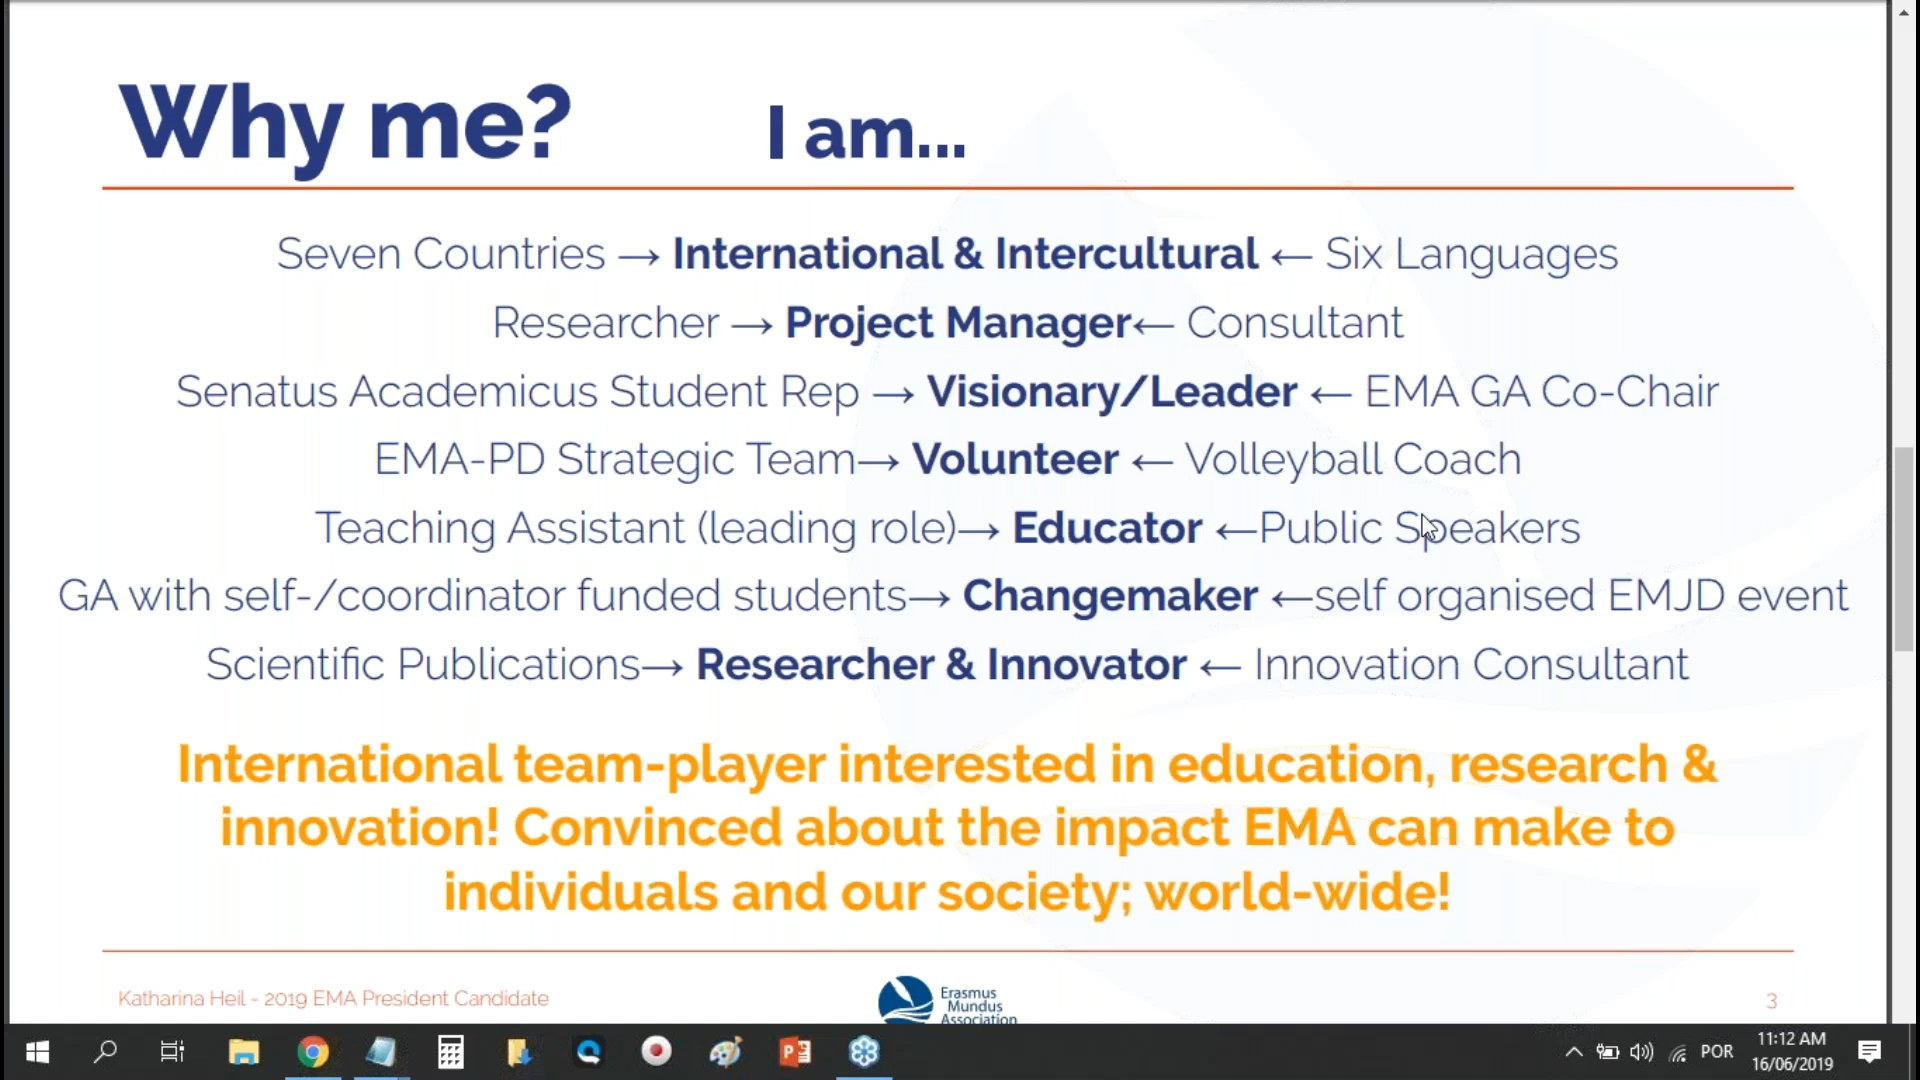 Why me? I am...
Seven Countries → International & Intercultural ← Six Languages
Researcher → Project Manager← Consultant
Senatus Academicus Student Rep → Visionary/Leader ← EMA GA Co-Chair
EMA-PD Strategic Team→ Volunteer ← Volleyball Coach
Teaching Assistant (leading role)→ Educator ←Public Speakers
GA with self-/coordinator funded students→ Changemaker ←self organised EMJD event
Scientific Publications→ Researcher & Innovator ← Innovation Consultant
International team-player interested in education, research &
innovation! Convinced about the impact EMA can make to
individuals and our society; world-wide!
Katharina Heil - 2019 EMA President Candidate
Erasmus
Mundus
Association
3
POR
11:12 AM
16/06/2019